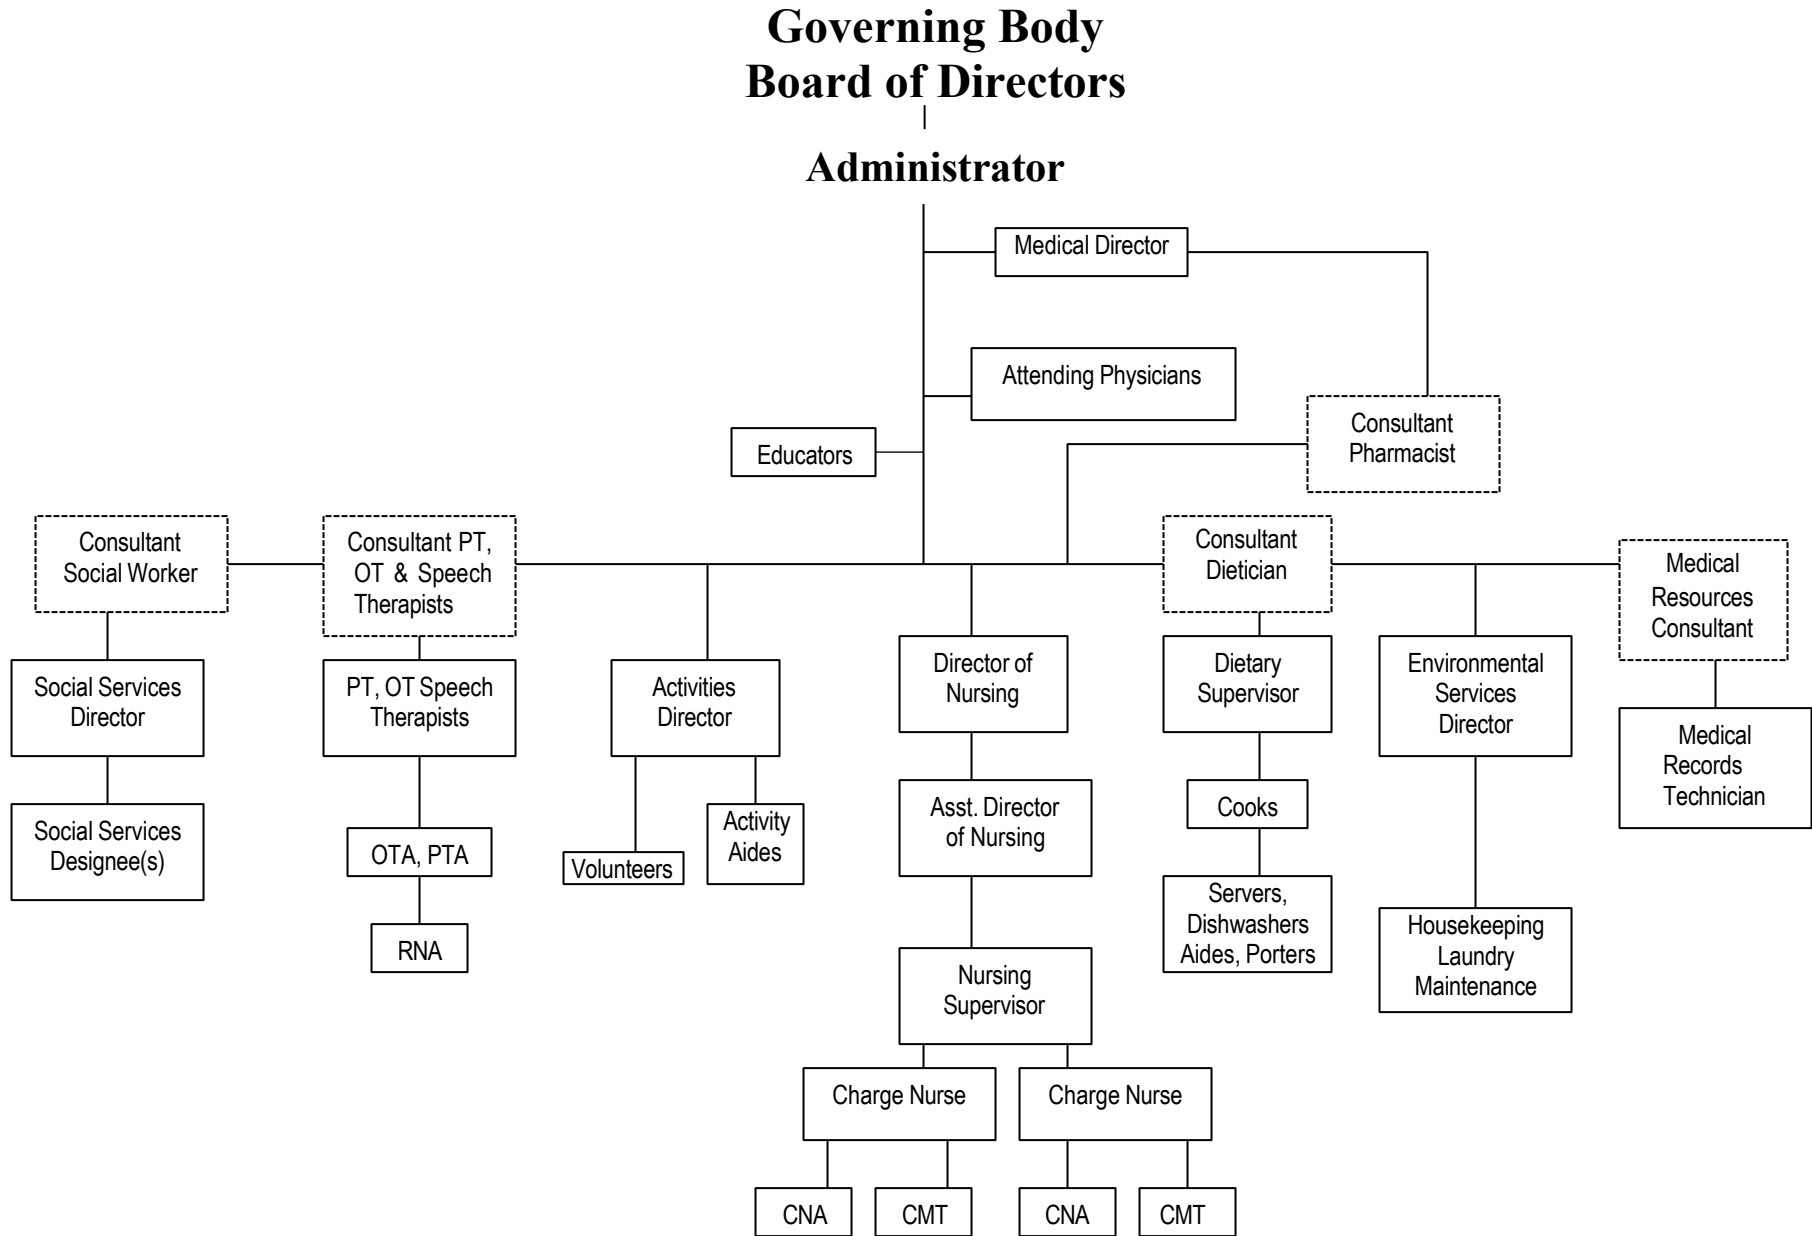 Governing Body
Board of Directors
Administrator
Medical Director
Attending Physicians
Educators
Consultant
Pharmacist
Consultant
Social Worker
Consultant PT,
OT & Speech
Therapists
Consultant
Dietician
Medical
Resources
Consultant
Social Services
Director
PT, OT Speech
Therapists
Activities
Director
Director of
Nursing
Dietary
Supervisor
Environmental
Services
Director
Medical
Records
Technician
Social Services
Designee(s)
OTA, PTA
RNA
Volunteers
Activity
Aides
Asst. Director
of Nursing
Cooks
Servers,
Dishwashers
Aides, Porters
Housekeeping
Laundry
Maintenance
Nursing
Supervisor
Charge Nurse
Charge Nurse
CNA
CMT
CNA
CMT